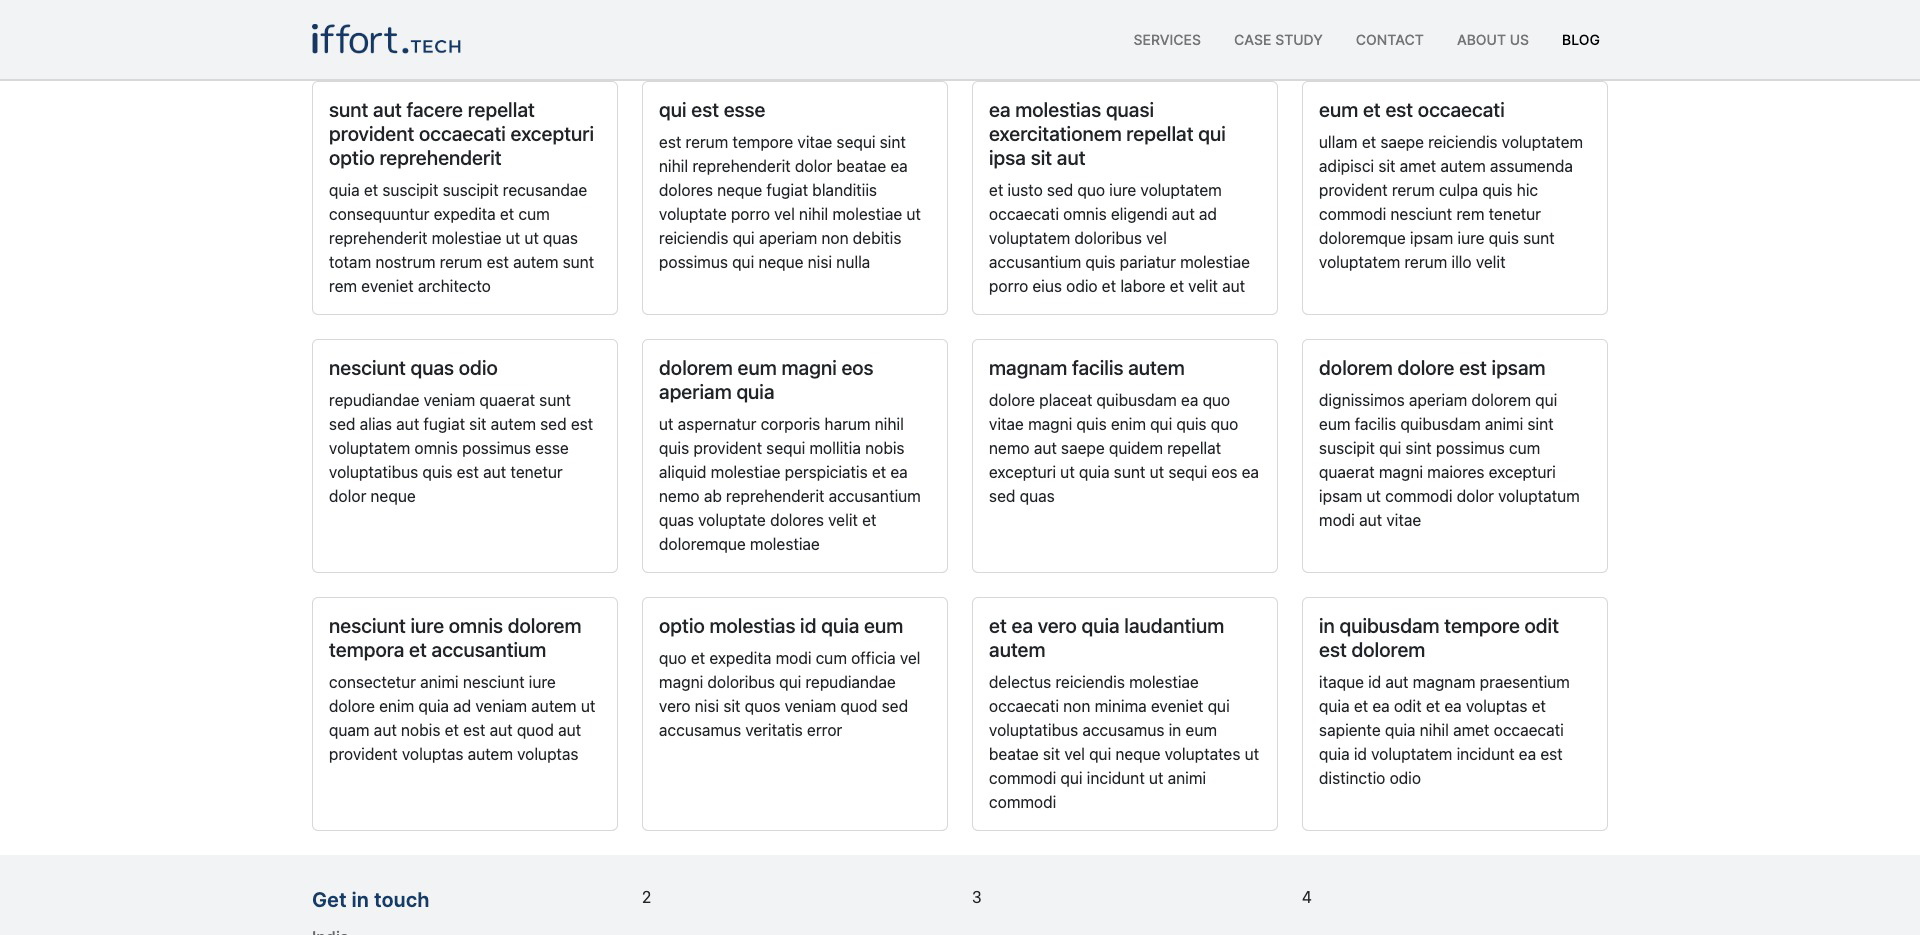 iffort.TECH
SERVICES CASE STUDY CONTACT ABOUT US BLOG
sunt aut facere repellat
provident occaecati excepturi
optio reprehenderit
quia et suscipit suscipit recusandae
consequuntur expedita et cum
reprehenderit molestiae ut ut quas
totam nostrum rerum est autem sunt
rem eveniet architecto
qui est esse
est rerum tempore vitae sequi sint
nihil reprehenderit dolor beatae ea
dolores neque fugiat blanditiis
voluptate porro vel nihil molestiae ut
reiciendis qui aperiam non debitis
possimus qui neque nisi nulla
ea molestias quasi
exercitationem repellat qui
ipsa sit aut
et iusto sed quo iure voluptatem
occaecati omnis eligendi aut ad
voluptatem doloribus vel
accusantium quis pariatur molestiae
porro eius odio et labore et velit aut
eum et est occaecati
ullam et saepe reiciendis voluptatem
adipisci sit amet autem assumenda
provident rerum culpa quis hic
commodi nesciunt rem tenetur
doloremque ipsam iure quis sunt
voluptatem rerum illo velit
nesciunt quas odio
repudiandae veniam quaerat sunt
sed alias aut fugiat sit autem sed est
voluptatem omnis possimus esse
voluptatibus quis est aut tenetur
dolor neque
dolorem eum magni eos
aperiam quia
ut aspernatur corporis harum nihil
quis provident sequi mollitia nobis
aliquid molestiae perspiciatis et ea
nemo ab reprehenderit accusantium
quas voluptate dolores velit et
doloremque molestiae
magnam facilis autem
dolore placeat quibusdam ea quo
vitae magni quis enim qui quis quo
nemo aut saepe quidem repellat
excepturi ut quia sunt ut sequi eos ea
sed quas
dolorem dolore est ipsam
dignissimos aperiam dolorem qui
eum facilis quibusdam animi sint
suscipit qui sint possimus cum
quaerat magni maiores excepturi
ipsam ut commodi dolor voluptatum
modi aut vitae
nesciunt iure omnis dolorem
tempora et accusantium
consectetur animi nesciunt iure
dolore enim quia ad veniam autem ut
quam aut nobis et est aut quod aut
provident voluptas autem voluptas
optio molestias id quia eum
quo et expedita modi cum officia vel
magni doloribus qui repudiandae
vero nisi sit quos veniam quod sed
accusamus veritatis error
et ea vero quia laudantium
autem
delectus reiciendis molestiae
occaecati non minima eveniet qui
voluptatibus accusamus in eum
beatae sit vel qui neque voluptates ut
commodi qui incidunt ut animi
commodi
in quibusdam tempore odit
est dolorem
itaque id aut magnam praesentium
quia et ea odit et ea voluptas et
sapiente quia nihil amet occaecati
quia id voluptatem incidunt ea est
distinctio odio
Get in touch
2
3
4